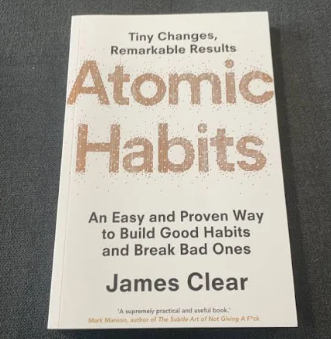 Tiny Changes,
Remarkable Results
Atomic
Habits
An Easy and Proven Way
to Build Good Habits
and Break Bad Ones
James Clear
'A supremely practical and useful book.'
Mark Manson, author of The Subtle Art of Not Giving A F*ck